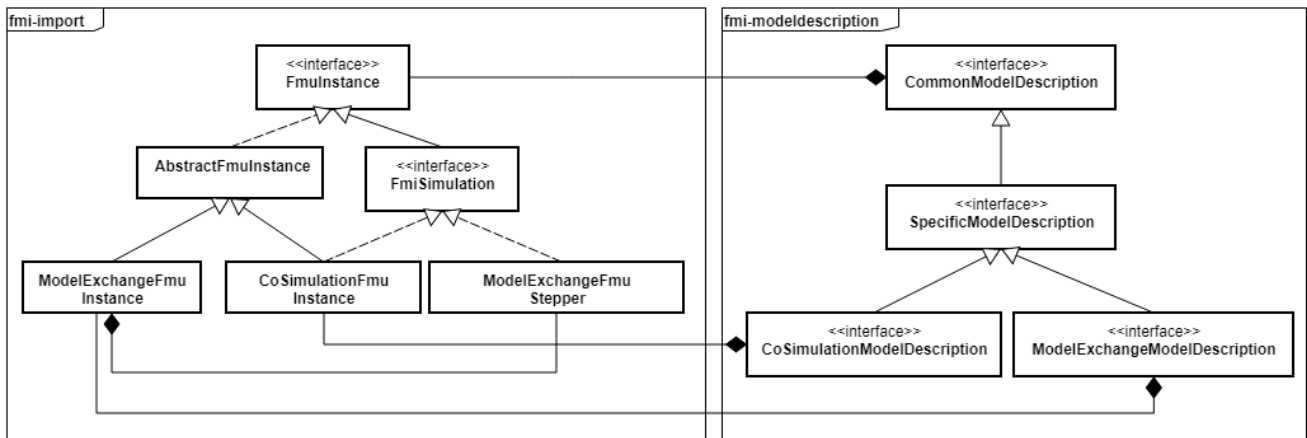 fmi-import
<<interface>>
FmuInstance
AbstractFmuInstance
<<interface>>
FmiSimulation
ModelExchangeFmu
Instance
CoSimulationFmu
Instance
ModelExchangeFmu
Stepper
fmi-modeldescription
<<interface>>
CommonModelDescription
<<interface>>
SpecificModelDescription
<<interface>>
CoSimulationModelDescription
<<interface>>
ModelExchangeModelDescription